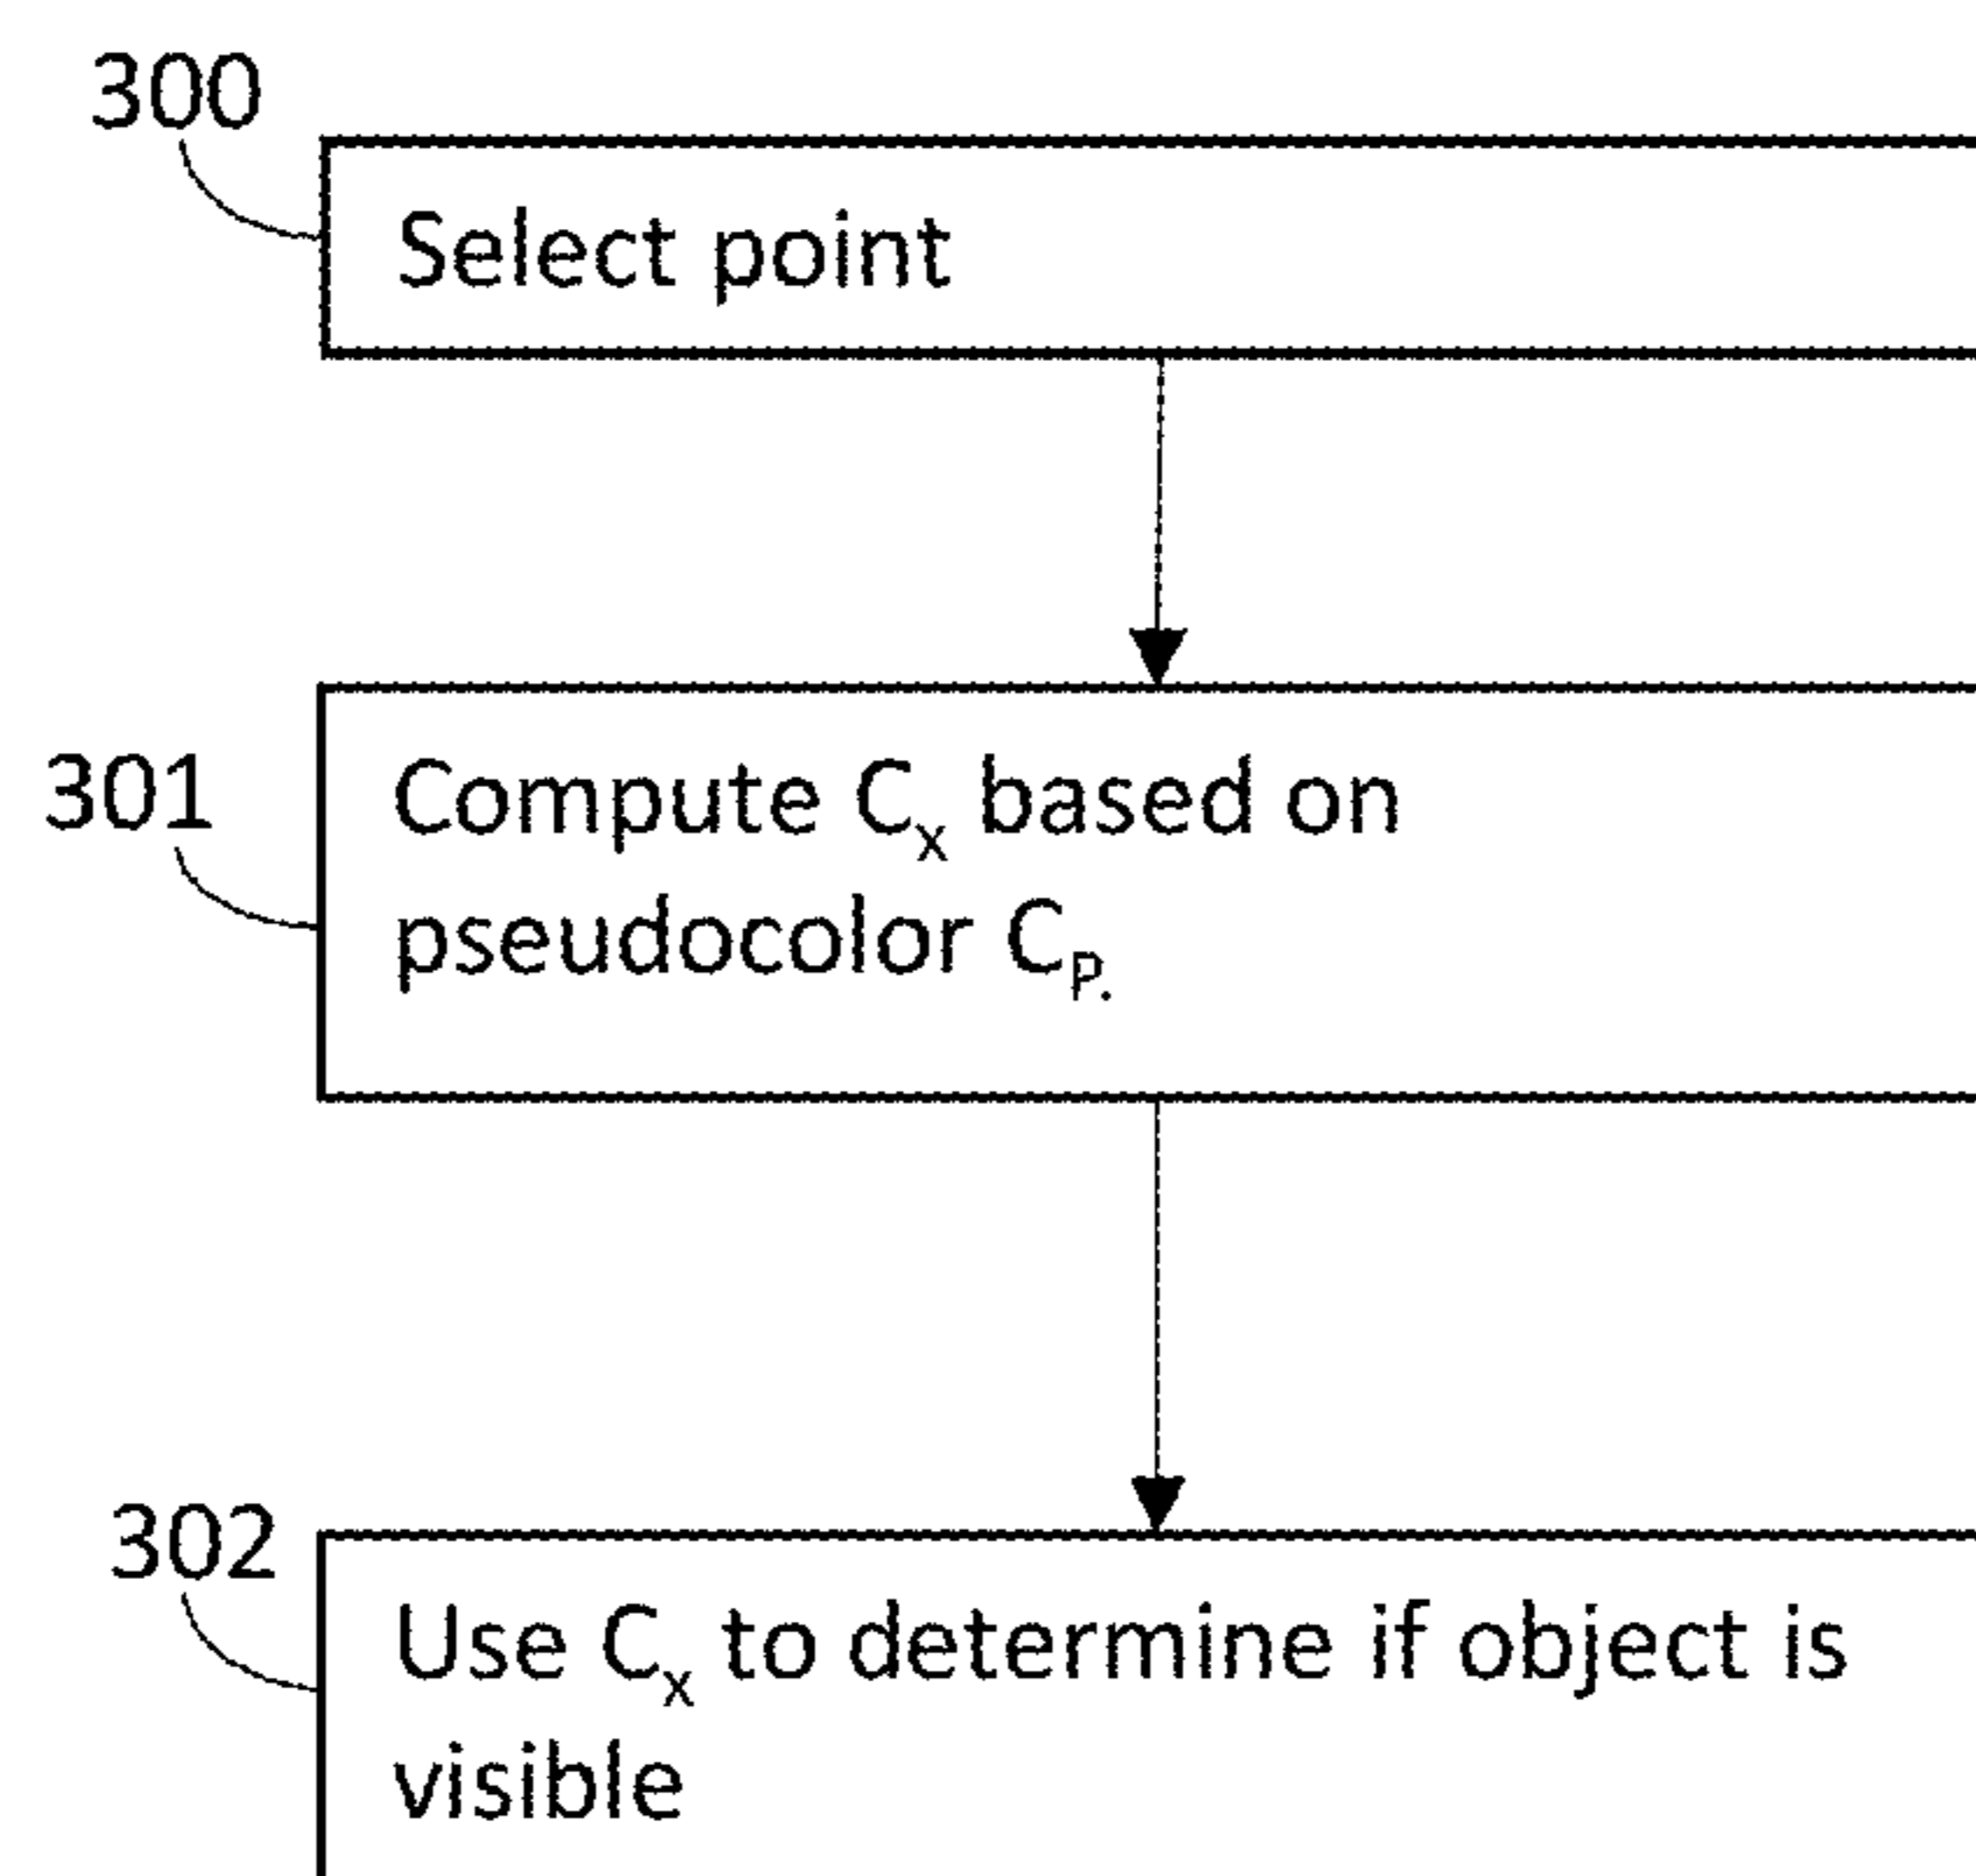 300
Select point
301
Compute Cₓ based on
pseudocolor Cₚ.
302
Use Cₓ to determine if object is
visible